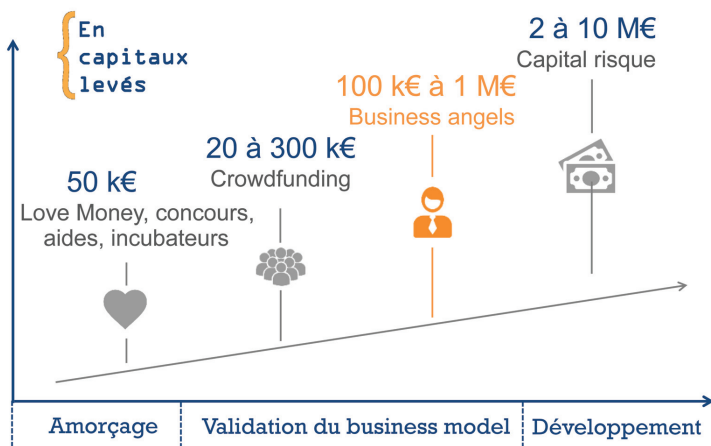 En
capitaux
levés
2 à 10 M€
Capital risque
100 k€ à 1 M€
Business angels
20 à 300 k€
Crowdfunding
50 k€
Love Money, concours,
aides, incubateurs
Amorçage
Validation du business model
Développement